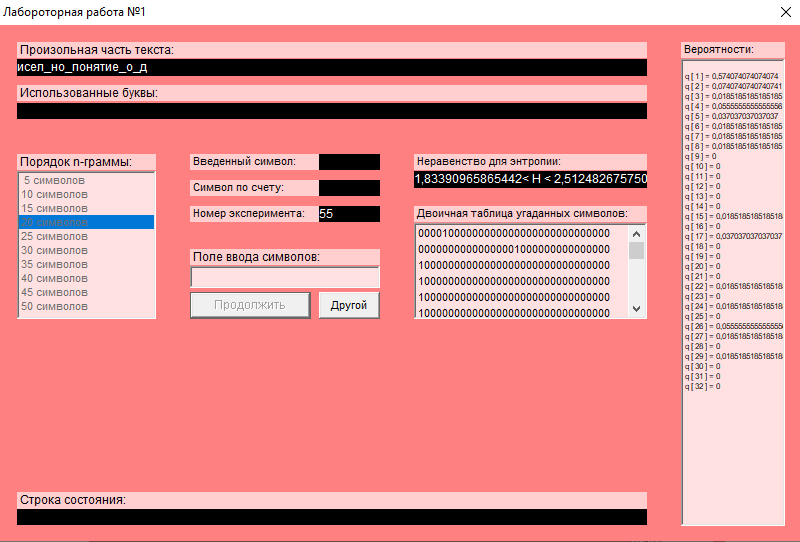 Лабороторная работа №1
Произольная часть текста:
исел_но_понятие_о_д
Использованные буквы:
Порядок n-граммы:
5 символов
10 символов
15 символов
20 символов
25 символов
30 символов
35 символов
40 символов
45 символов
50 символов
Введенный символ:
Символ по счету:
Номер эксперимента: 55
Поле ввода символов:
Продолжить
Другой
Неравенство для энтропии:
1,83390965865442< H < 2,512482675750
Двоичная таблица угаданных символов:
00001000000000000000000000000000
00000000000000001000000000000000
10000000000000000000000000000000
10000000000000000000000000000000
10000000000000000000000000000000
10000000000000000000000000000000
Строка состояния:
Вероятности:
q [ 1 ] = 0,574074074074074
q [ 2 ] = 0,0740740740740741
q [ 3 ] = 0,0185185185185185
q [ 4 ] = 0,0555555555555556
q [ 5 ] = 0,037037037037037
q [ 6 ] = 0,0185185185185185
q [ 7 ] = 0,0185185185185185
q [ 8 ] = 0,0185185185185185
q [ 9 ] = 0
q [ 10 ] = 0
q [ 11 ] = 0
q [ 12 ] = 0
q [ 13 ] = 0
q [ 14 ] = 0
q [ 15 ] = 0,018518518518518
q [ 16 ] = 0
q [ 17 ] = 0,037037037037037
q [ 18 ] = 0
q [ 19 ] = 0
q [ 20 ] = 0
q [ 21 ] = 0
q [ 22 ] = 0,018518518518518
q [ 23 ] = 0
q [ 24 ] = 0,018518518518518
q [ 25 ] = 0
q [ 26 ] = 0,055555555555555
q [ 27 ] = 0,018518518518518
q [ 28 ] = 0
q [ 29 ] = 0,018518518518518
q [ 30 ] = 0
q [ 31 ] = 0
q [ 32 ] = 0